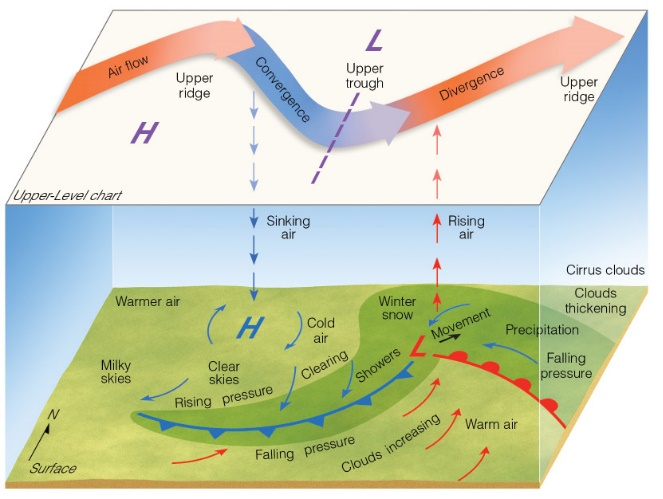 L
Air flow
Upper
ridge
Convergence
Upper
trough
Divergence
Upper
ridge
H
Upper-Level chart
Sinking
air
Rising
air
Cirrus clouds
Clouds
thickening
Warmer air
Winter
snow
Movement
Precipitation
H
Cold
air
L
Falling
pressure
Milky
skies
Clear
skies
Clearing
Showers
Rising pressure
Warm air
N
Falling pressure
Clouds increasing
Surface